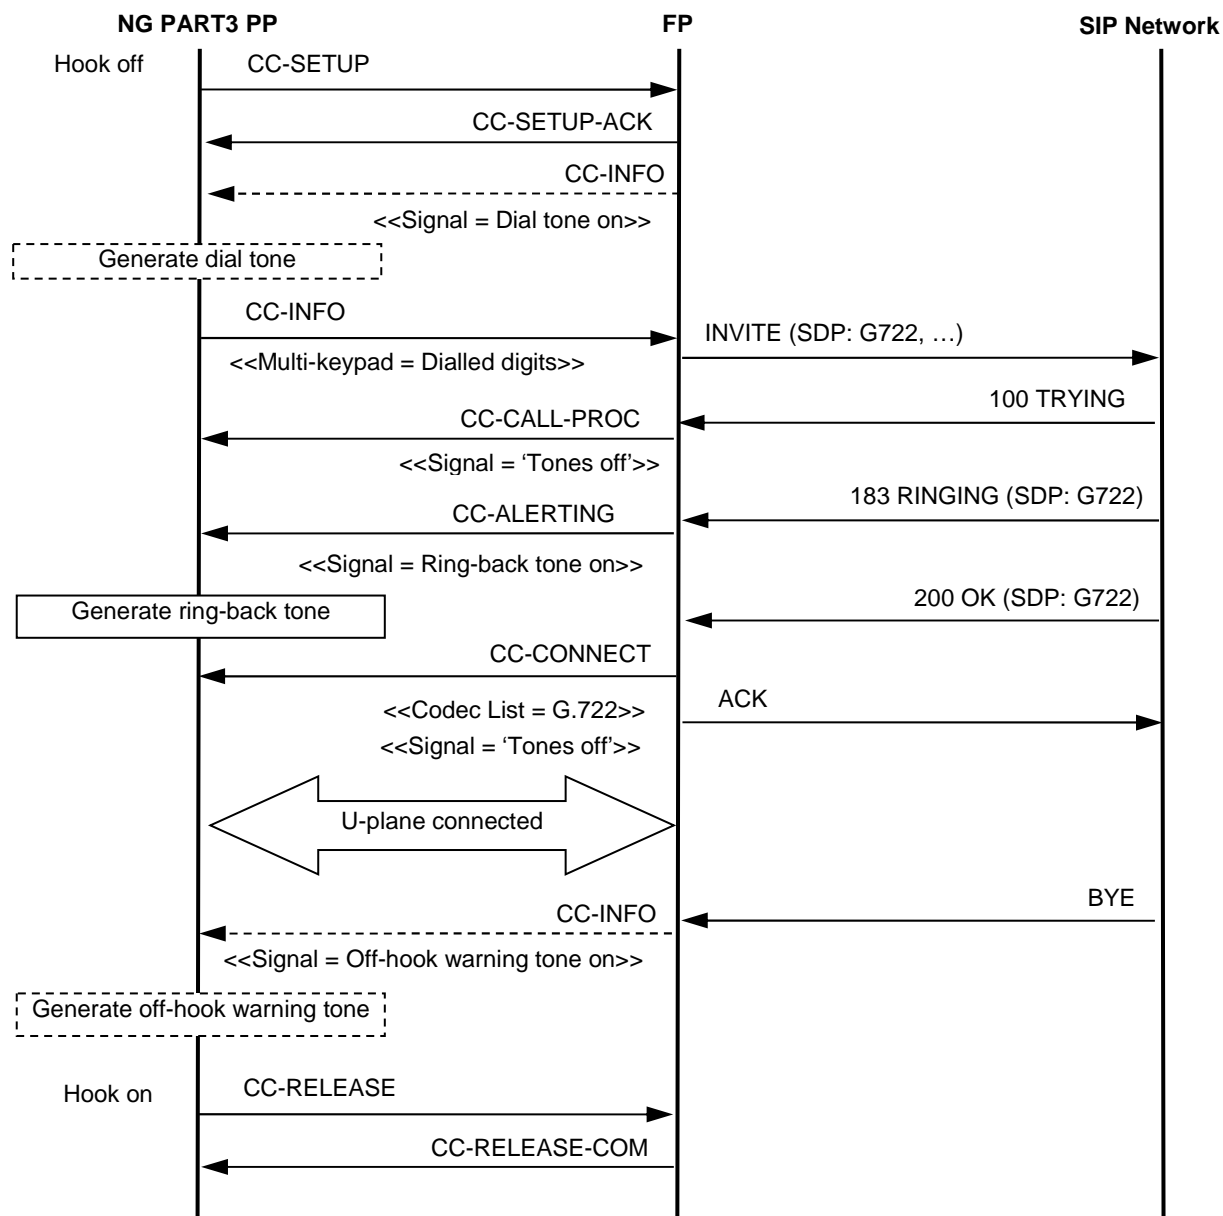 NG PART3 PP
FP
SIP Network
Hook off
CC-SETUP
CC-SETUP-ACK
CC-INFO
<<Signal = Dial tone on>>
Generate dial tone
CC-INFO
INVITE (SDP: G722, …)
<<Multi-keypad = Dialled digits>>
100 TRYING
CC-CALL-PROC
<<Signal = ‘Tones off’>>
183 RINGING (SDP: G722)
CC-ALERTING
<<Signal = Ring-back tone on>>
200 OK (SDP: G722)
Generate ring-back tone
CC-CONNECT
<<Codec List = G.722>>
ACK
<<Signal = ‘Tones off’>>
U-plane connected
BYE
CC-INFO
<<Signal = Off-hook warning tone on>>
Generate off-hook warning tone
Hook on
CC-RELEASE
CC-RELEASE-COM